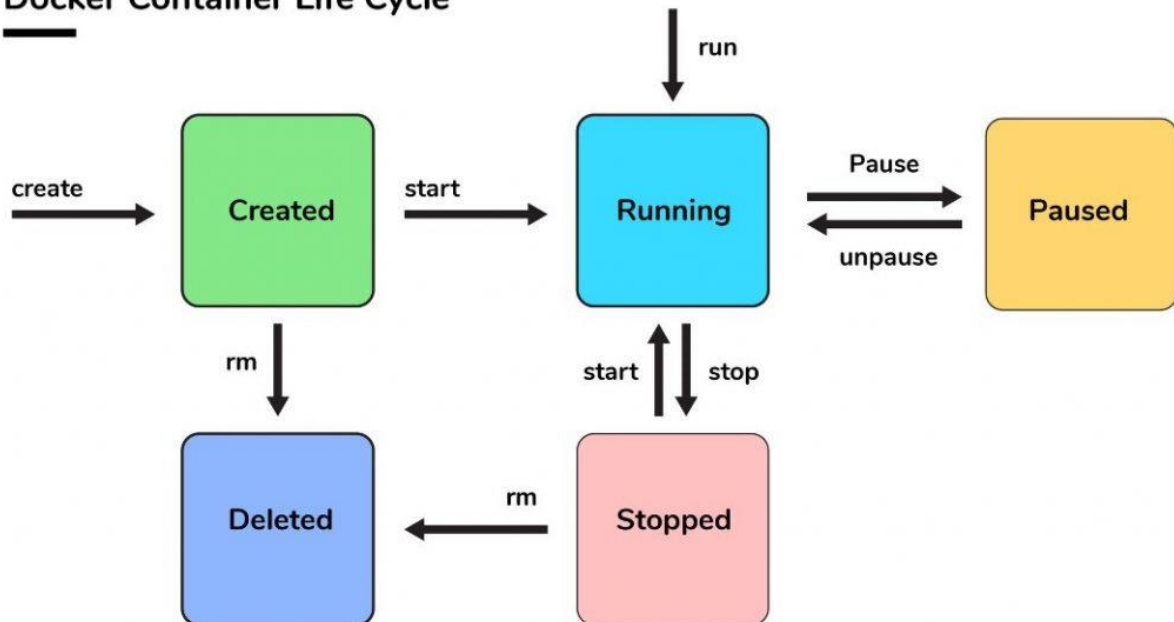 Docker Container Life Cycle
run
create
Created
start
Running
Pause
unpause
Paused
rm
start
stop
Deleted
rm
Stopped